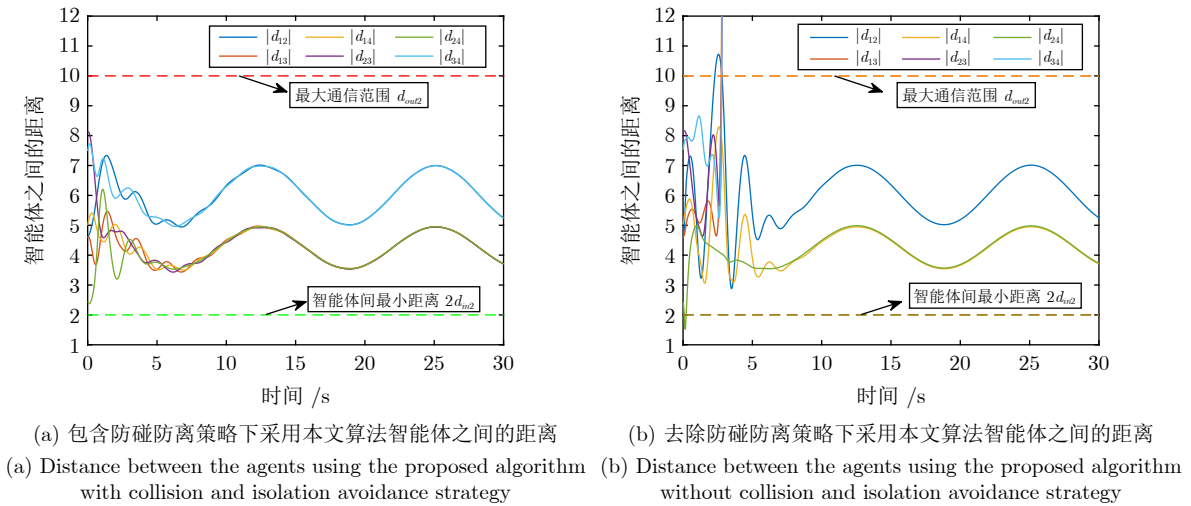 12
11
10
9
8
7
6
5
4
3
2
1
0 5 10 15 20 25 30
智能体之间的距离
时间 /s
|d₁₂| |d₁₄| |d₂₄|
|d₁₃| |d₂₃| |d₃₄|
最大通信范围 d_{out2}
智能体间最小距离 2d_{in2}
(a) 包含防碰防离策略下采用本文算法智能体之间的距离
(a) Distance between the agents using the proposed algorithm
with collision and isolation avoidance strategy
12
11
10
9
8
7
6
5
4
3
2
1
0 5 10 15 20 25 30
智能体之间的距离
时间 /s
|d₁₂| |d₁₄| |d₂₄|
|d₁₃| |d₂₃| |d₃₄|
最大通信范围 d_{out2}
智能体间最小距离 2d_{in2}
(b) 去除防碰防离策略下采用本文算法智能体之间的距离
(b) Distance between the agents using the proposed algorithm
without collision and isolation avoidance strategy